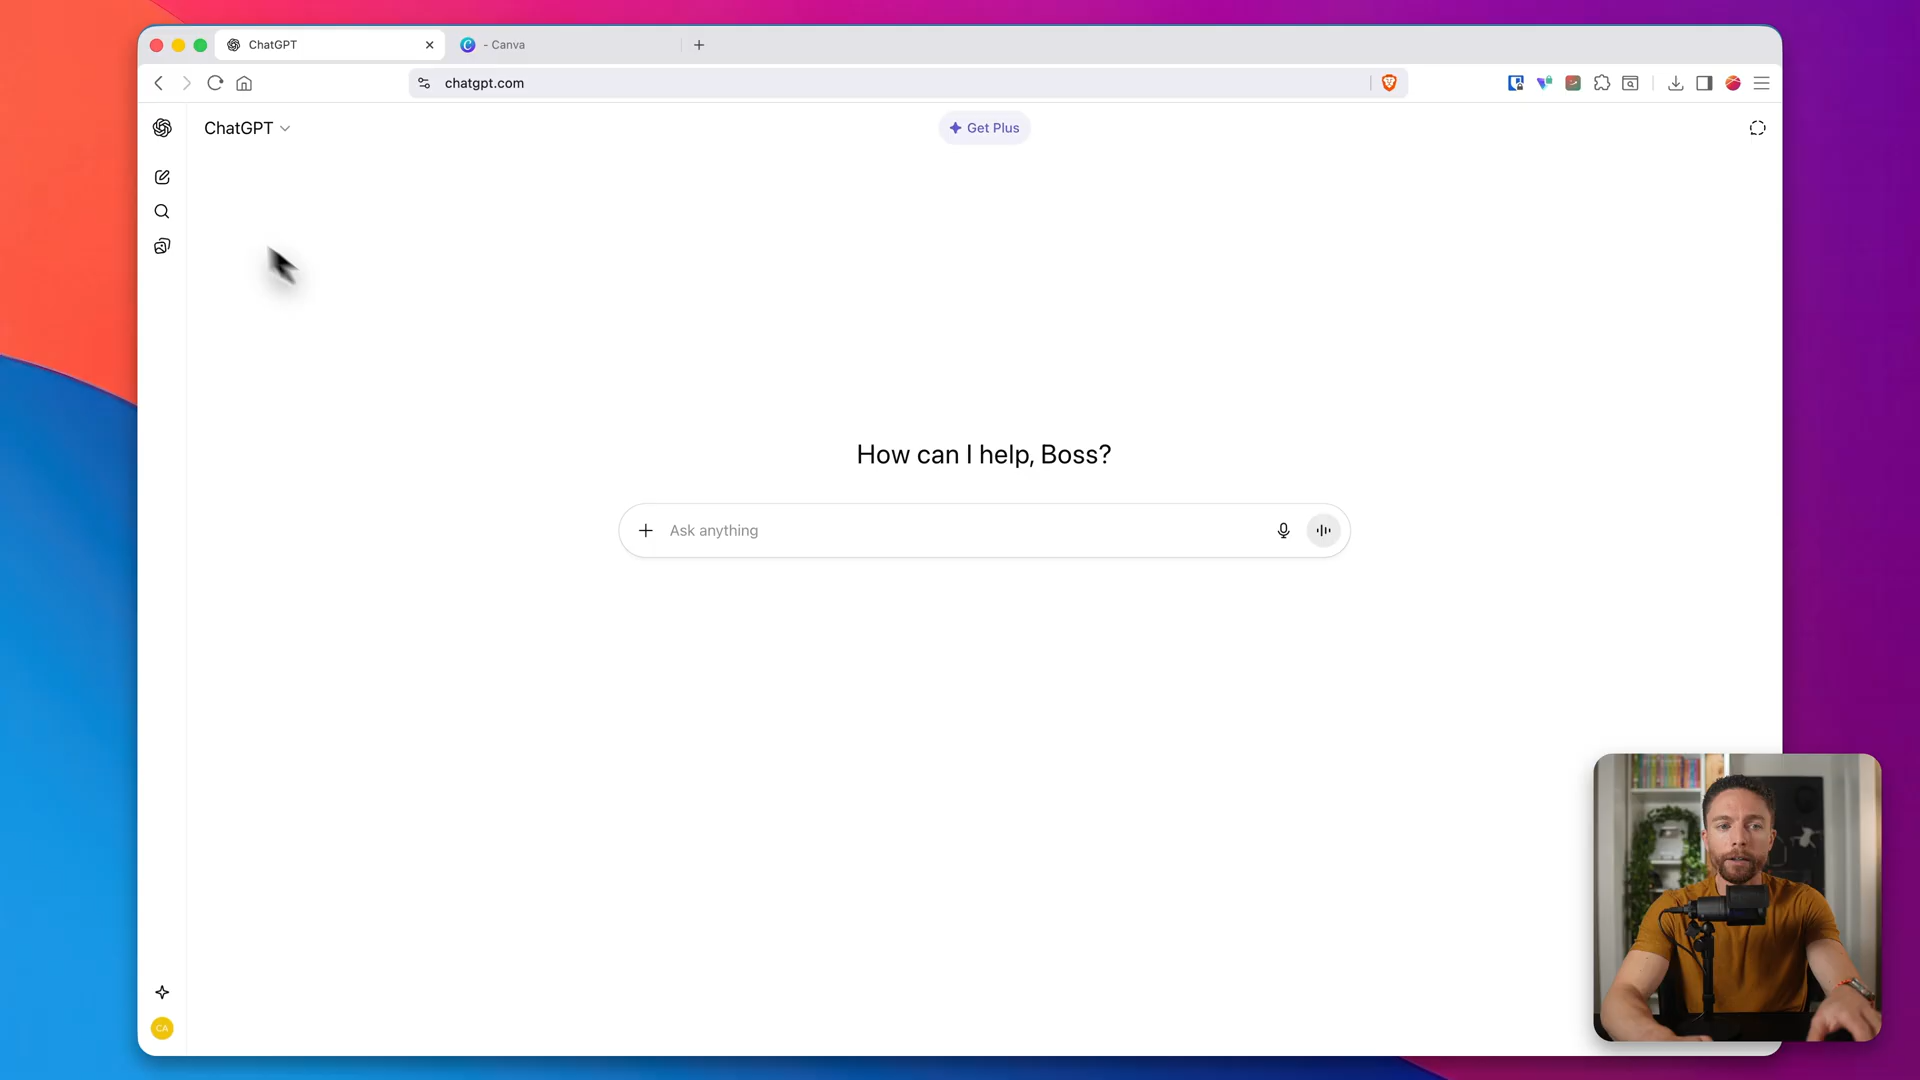 ChatGPT
- Canva
chatgpt.com
ChatGPT
Get Plus
How can I help, Boss?
Ask anything
CA